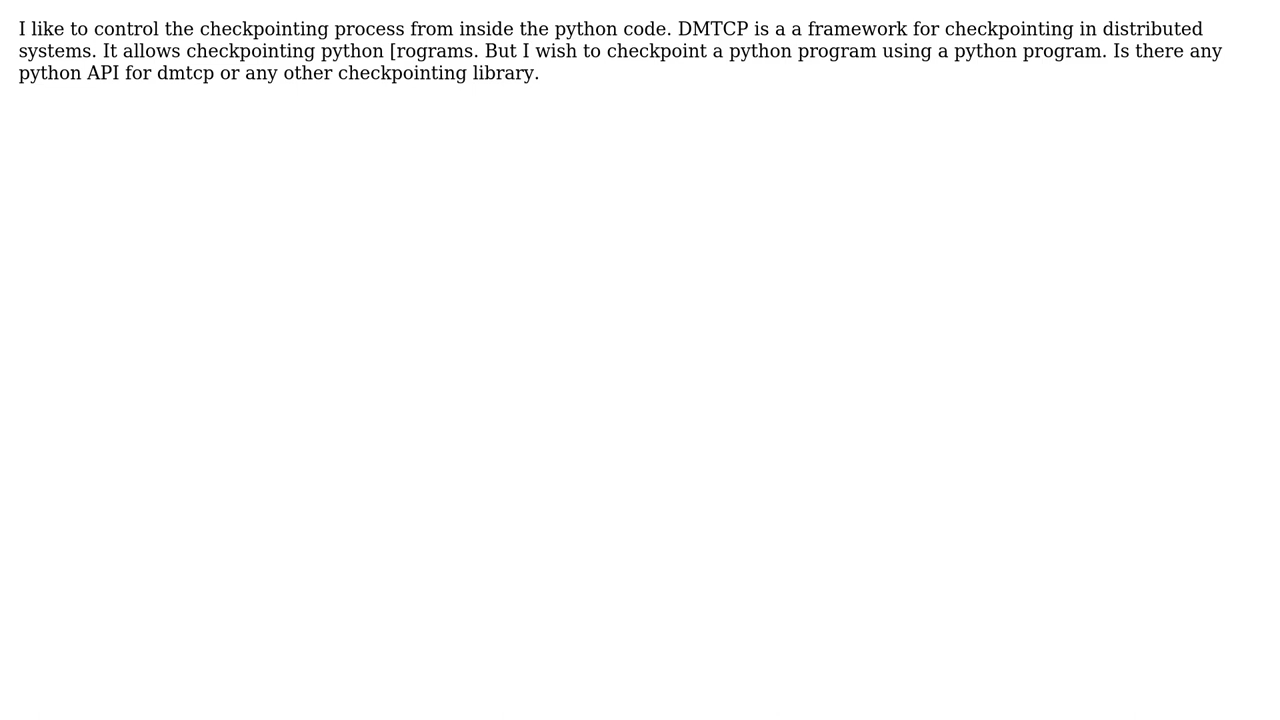 I like to control the checkpointing process from inside the python code. DMTCP is a a framework for checkpointing in distributed
systems. It allows checkpointing python [rograms. But I wish to checkpoint a python program using a python program. Is there any
python API for dmtcp or any other checkpointing library.